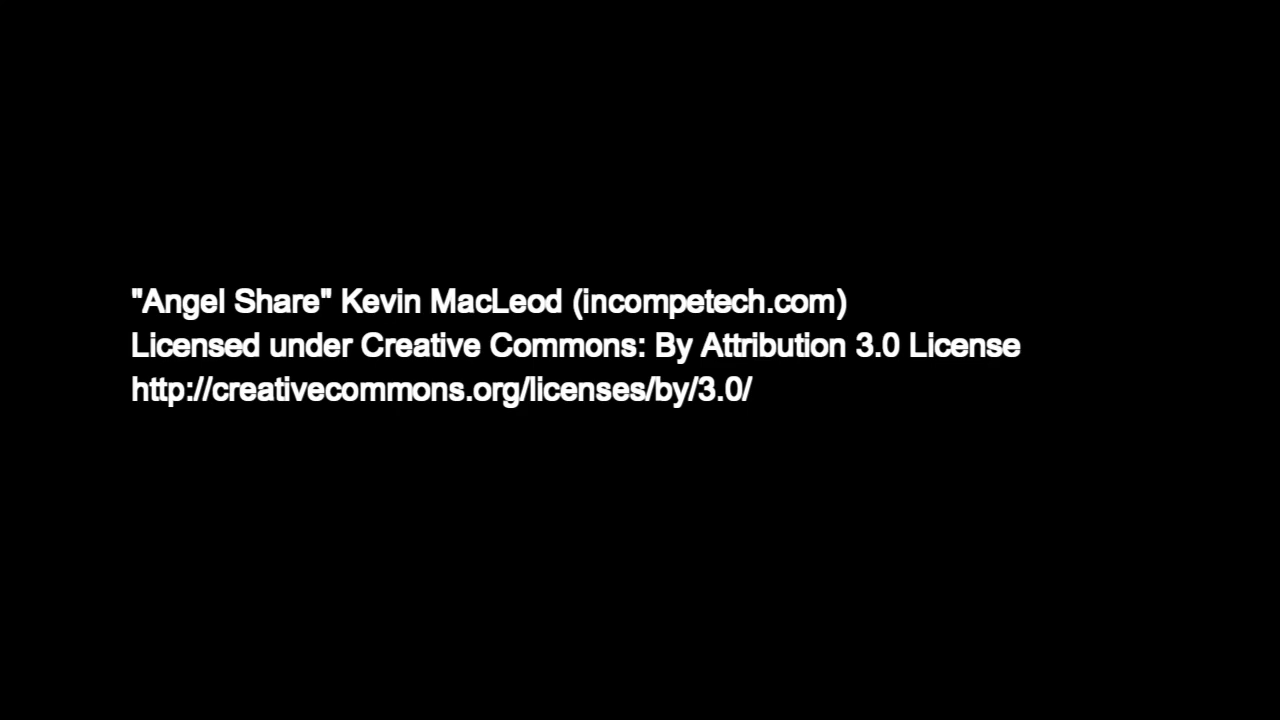 "Angel Share" Kevin MacLeod (incompetech.com)
Licensed under Creative Commons: By Attribution 3.0 License
http://creativecommons.org/licenses/by/3.0/